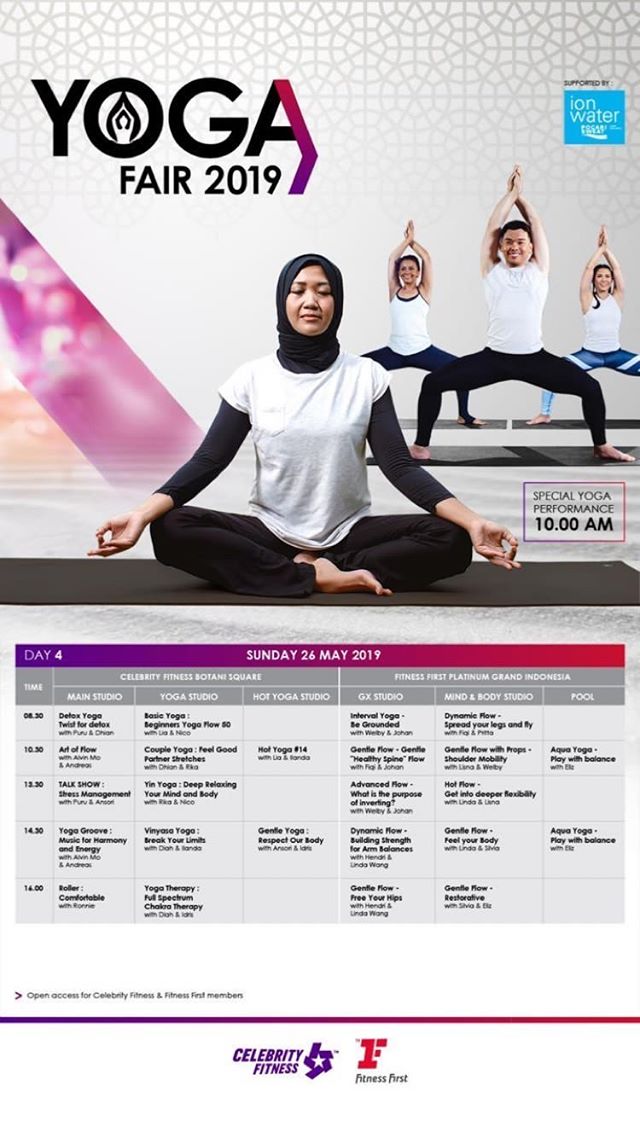 YOGA
FAIR 2019
SUPPORTED BY :
ion
water
POCARI
SWEAT
SPECIAL YOGA
PERFORMANCE
10.00 AM
DAY 4
SUNDAY 26 MAY 2019
TIME
CELEBRITY FITNESS BOTANI SQUARE
FITNESS FIRST PLATINUM GRAND INDONESIA
MAIN STUDIO
YOGA STUDIO
HOT YOGA STUDIO
GX STUDIO
MIND & BODY STUDIO
POOL
08.30
Detox Yoga
Twist for detox
with Puru & Dhian
Basic Yoga :
Beginners Yoga Flow 50
with Lia & Nico
Interval Yoga -
Be Grounded
with Welby & Johan
Dynamic Flow -
Spread your legs and fly
with Fiqi & Pritta
10.30
Art of Flow
with Alvin Mo
& Andreas
Couple Yoga : Feel Good
Partner Stretches
with Dhian & Rika
Hot Yoga #14
with Lia & Ilanda
Gentle Flow - Gentle
"Healthy Spine" Flow
with Fiqi & Johan
Gentle Flow with Props -
Shoulder Mobility
with Lisna & Welby
Aqua Yoga -
Play with balance
with Eliz
13.30
TALK SHOW :
Stress Management
with Puru & Ansori
Yin Yoga : Deep Relaxing
Your Mind and Body
with Rika & Nico
Advanced Flow -
What is the purpose
of inverting?
with Welby & Johan
Hot Flow -
Get into deeper flexibility
with Linda & Lisna
14.30
Yoga Groove :
Music for Harmony
and Energy
with Alvin Mo
& Andreas
Vinyasa Yoga :
Break Your Limits
with Diah & Ilanda
Gentle Yoga :
Respect Our Body
with Ansori & Idris
Dynamic Flow -
Building Strength
for Arm Balances
with Hendri &
Linda Wang
Gentle Flow -
Feel your Body
with Linda & Silvia
Aqua Yoga -
Play with balance
with Eliz
16.00
Roller :
Comfortable
with Ronnie
Yoga Therapy :
Full Spectrum
Chakra Therapy
with Diah & Idris
Gentle Flow -
Free Your Hips
with Hendri &
Linda Wang
Gentle Flow -
Restorative
with Silvia & Eliz
> Open access for Celebrity Fitness & Fitness First members
CELEBRITY
FITNESS
Fitness First